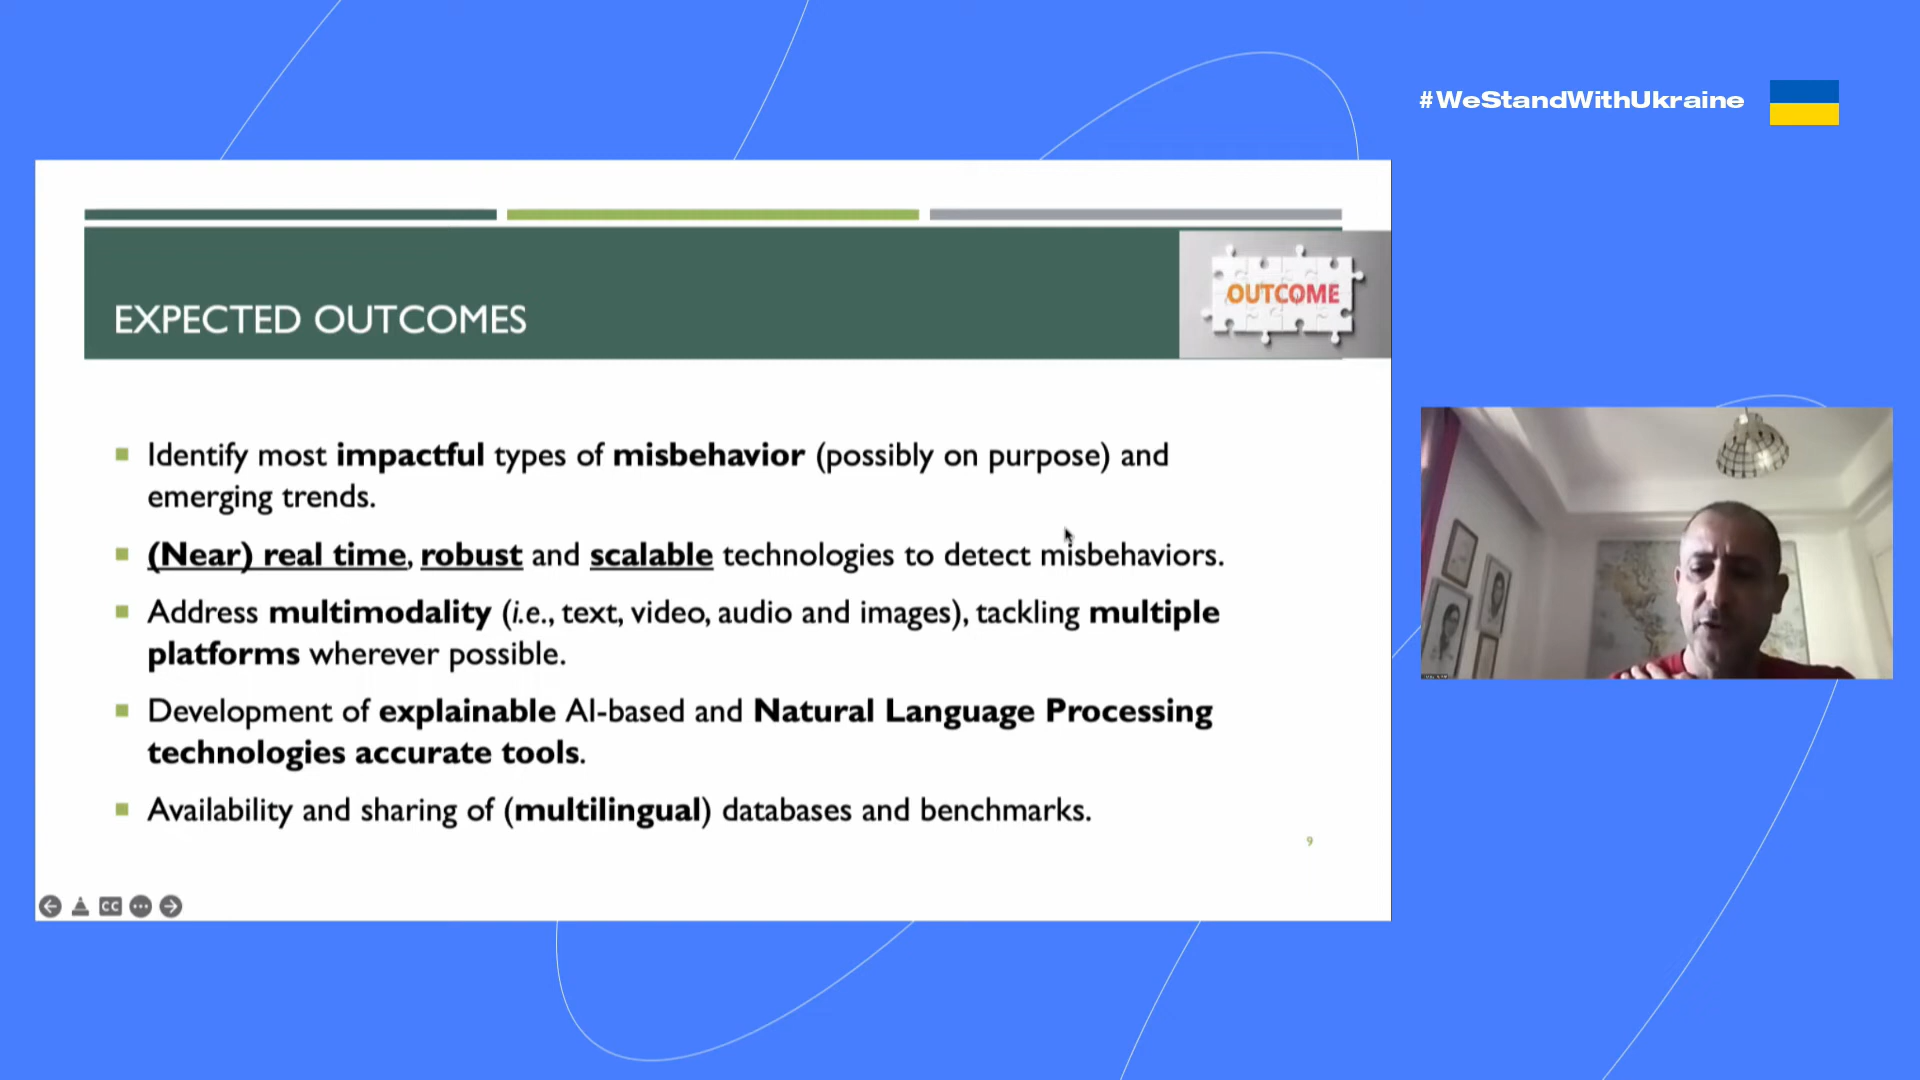 #WeStandWithUkraine
EXPECTED OUTCOMES
OUTCOME
Identify most impactful types of misbehavior (possibly on purpose) and
emerging trends.
(Near) real time, robust and scalable technologies to detect misbehaviors.
Address multimodality (i.e., text, video, audio and images), tackling multiple
platforms wherever possible.
Development of explainable AI-based and Natural Language Processing
technologies accurate tools.
Availability and sharing of (multilingual) databases and benchmarks.
9
CC